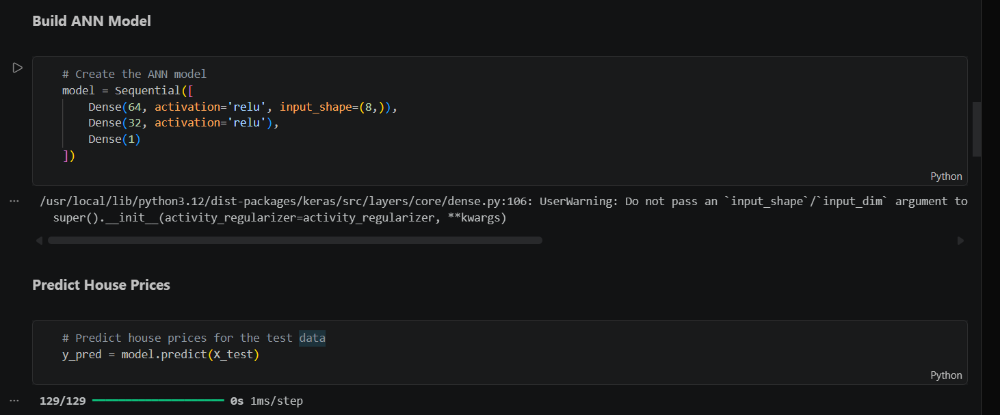 Build ANN Model
# Create the ANN model
model = Sequential([
    Dense(64, activation='relu', input_shape=(8,)),
    Dense(32, activation='relu'),
    Dense(1)
])
Python
/usr/local/lib/python3.12/dist-packages/keras/src/layers/core/dense.py:106: UserWarning: Do not pass an `input_shape`/`input_dim` argument to
  super().__init__(activity_regularizer=activity_regularizer, **kwargs)
Predict House Prices
# Predict house prices for the test data
y_pred = model.predict(X_test)
Python
129/129 0s 1ms/step